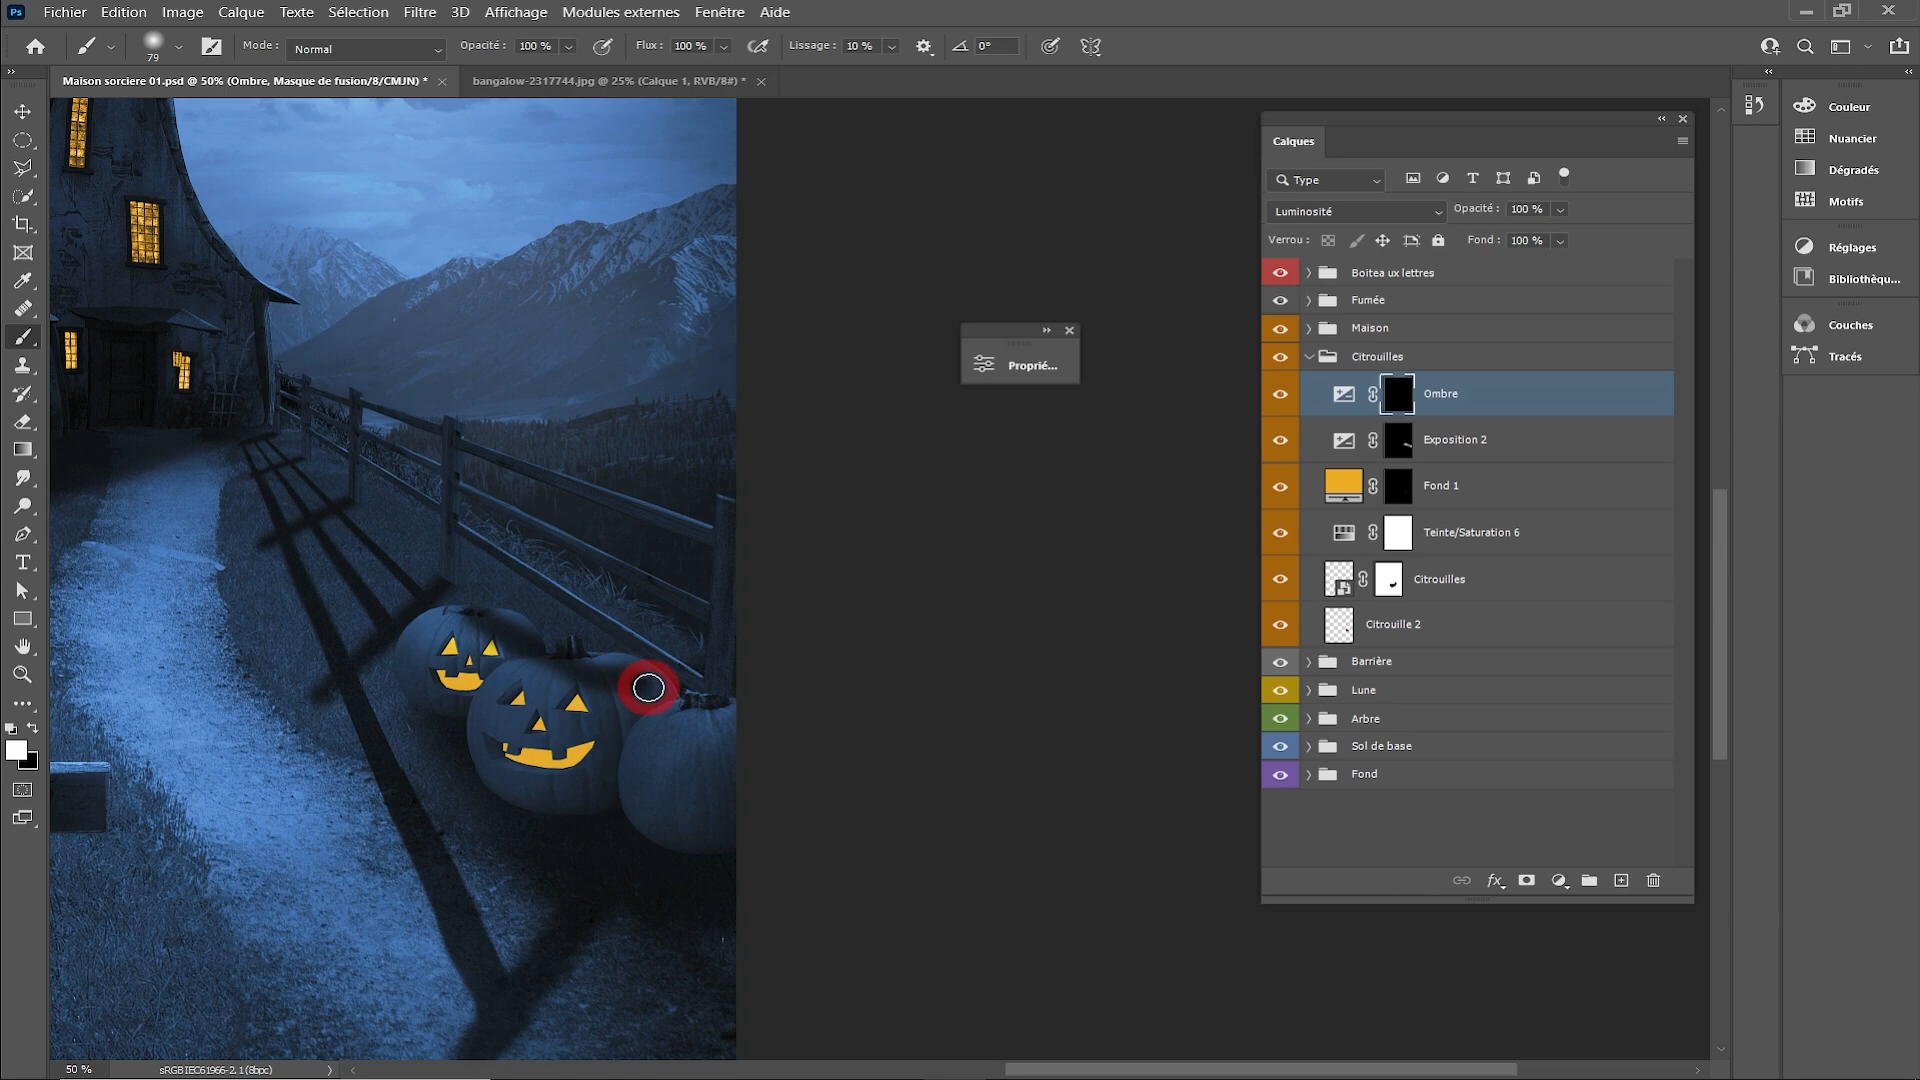 Ps Fichier Edition Image Calque Texte Sélection Filtre 3D Affichage Modules externes Fenêtre Aide
79 Mode : Normal Opacité : 100 % Flux : 100 % Lissage : 10 % 0°
Maison sorciere 01.psd @ 50% (Ombre, Masque de fusion/8/CMJN) * bangalow-2317744.jpg @ 25% (Calque 1, RVB/8#) *
Calques
Type
Luminosité Opacité : 100 %
Verrou : Fond : 100 %
Boitea ux lettres
Fumée
Maison
Citrouilles
Ombre
Exposition 2
Fond 1
Teinte/Saturation 6
Citrouilles
Citrouille 2
Barrière
Lune
Arbre
Sol de base
Fond
Proprié...
Couleur
Nuancier
Dégradés
Motifs
Réglages
Bibliothèqu...
Couches
Tracés
50 % sRGB IEC61966-2.1 (8bpc)